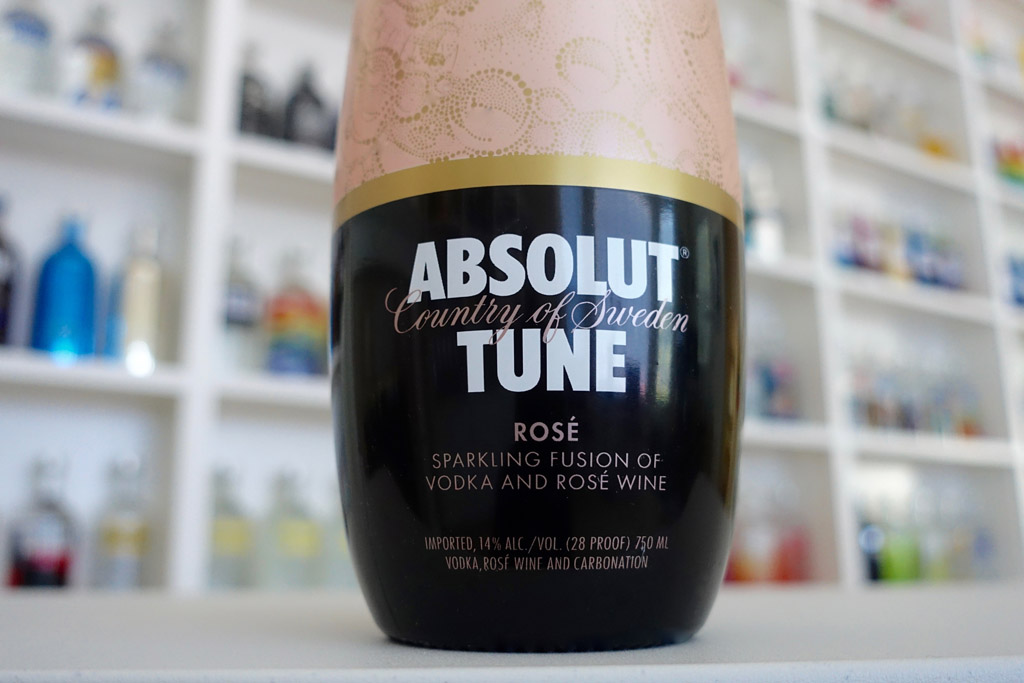 ABSOLUT®
Country of Sweden
TUNE
ROSÉ
SPARKLING FUSION OF
VODKA AND ROSÉ WINE
IMPORTED, 14% ALC./VOL. (28 PROOF) 750 ML
VODKA, ROSÉ WINE AND CARBONATION